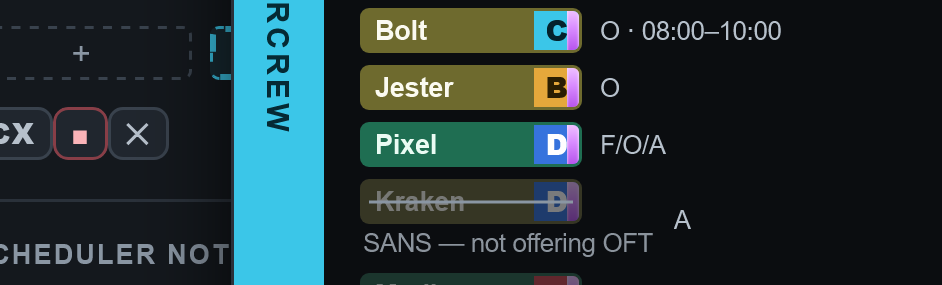 RCREW
Bolt C O · 08:00–10:00
+
Jester B O
CX ■ ×
Pixel D F/O/A
Kraken D A
SANS — not offering OFT
CHEDULER NOT